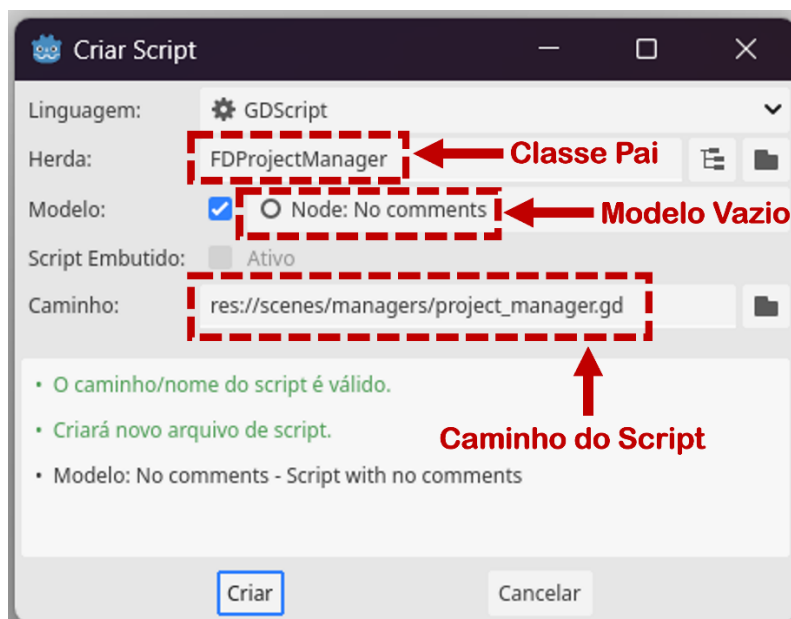 Criar Script
Linguagem: GDScript
Herda: FDProjectManager Classe Pai
Modelo: Node: No comments Modelo Vazio
Script Embutido: Ativo
Caminho: res://scenes/managers/project_manager.gd
• O caminho/nome do script é válido.
• Criará novo arquivo de script.
Caminho do Script
• Modelo: No comments - Script with no comments
Criar Cancelar